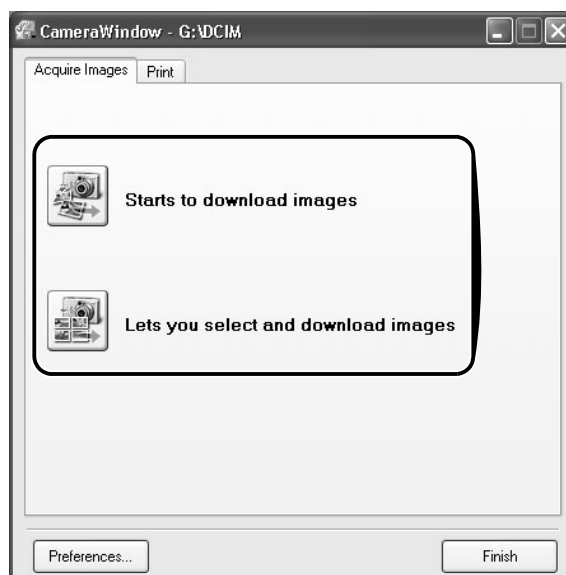 CameraWindow - G:\DCIM
Acquire Images Print
Starts to download images
Lets you select and download images
Preferences... Finish